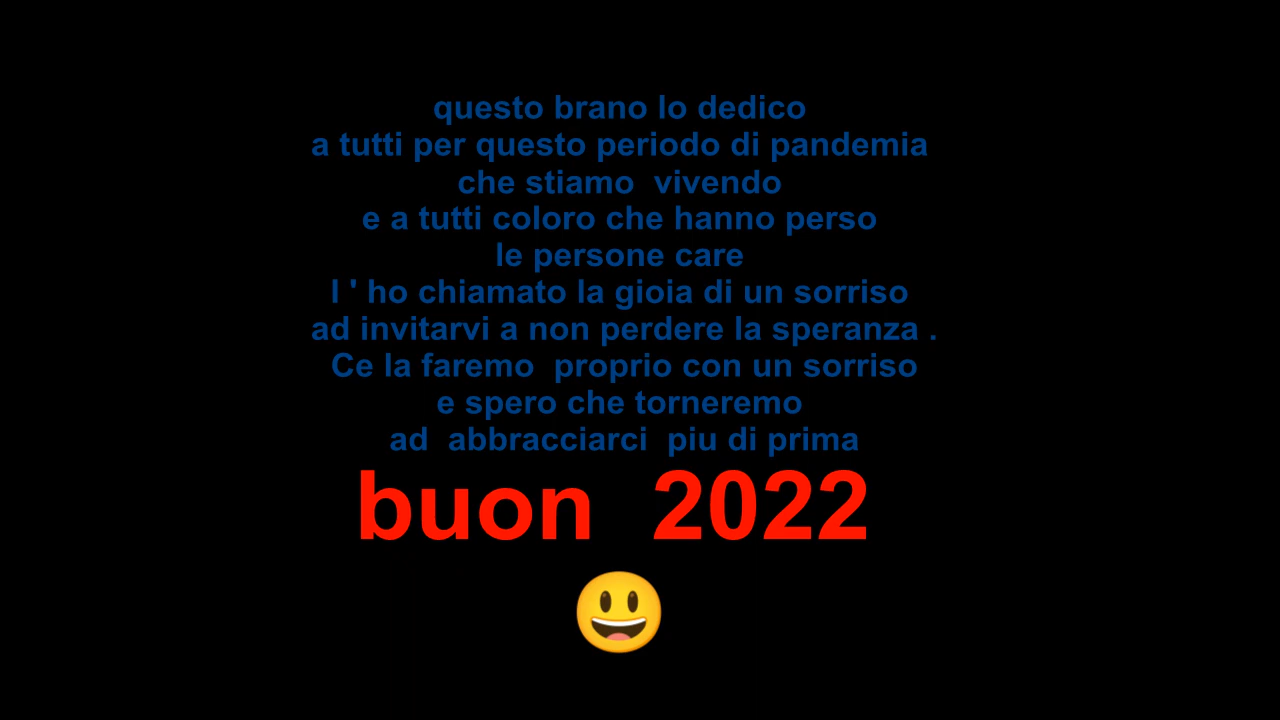 questo brano lo dedico
a tutti per questo periodo di pandemia
che stiamo  vivendo
e a tutti coloro che hanno perso
le persone care
l ' ho chiamato la gioia di un sorriso
ad invitarvi a non perdere la speranza .
Ce la faremo  proprio con un sorriso
e spero che torneremo
ad  abbracciarci  piu di prima
buon  2022